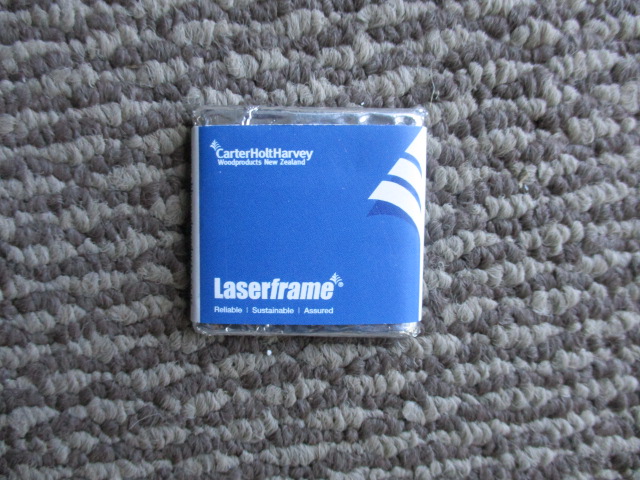 CarterHoltHarvey
Woodproducts New Zealand
Laserframe®
Reliable | Sustainable | Assured